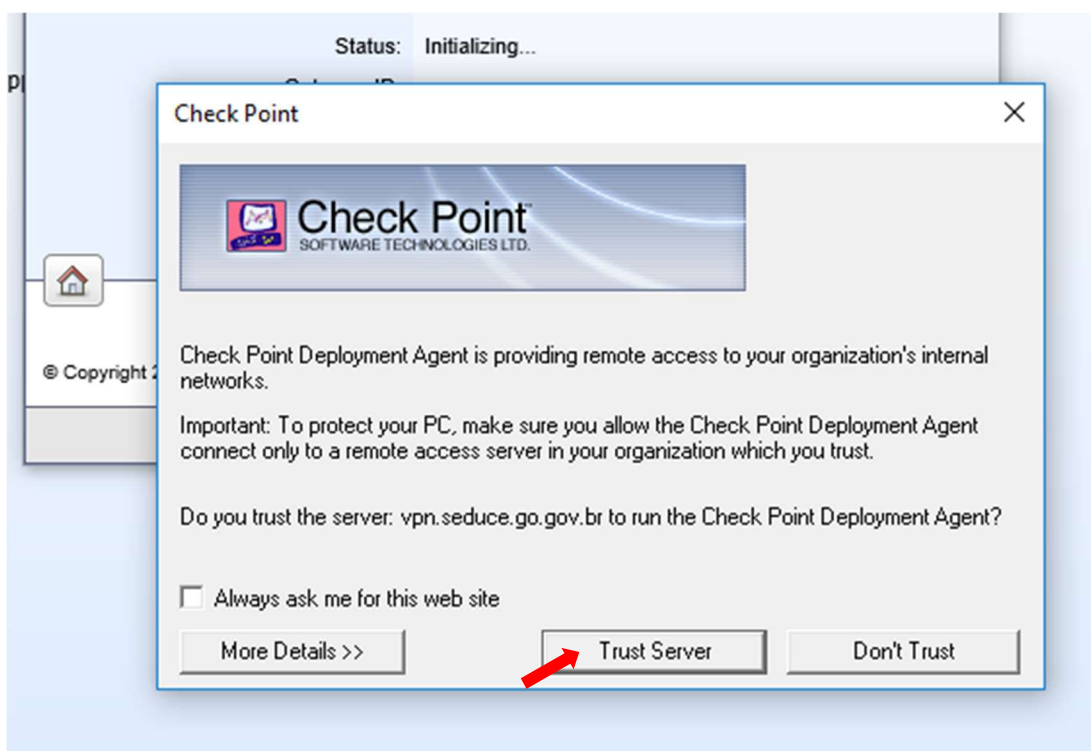 Status: Initializing...
Check Point
Check Point
SOFTWARE TECHNOLOGIES LTD.
Check Point Deployment Agent is providing remote access to your organization's internal
networks.
© Copyright
Important: To protect your PC, make sure you allow the Check Point Deployment Agent
connect only to a remote access server in your organization which you trust.
Do you trust the server: vpn.seduce.go.gov.br to run the Check Point Deployment Agent?
Always ask me for this web site
More Details >>
Trust Server
Don't Trust